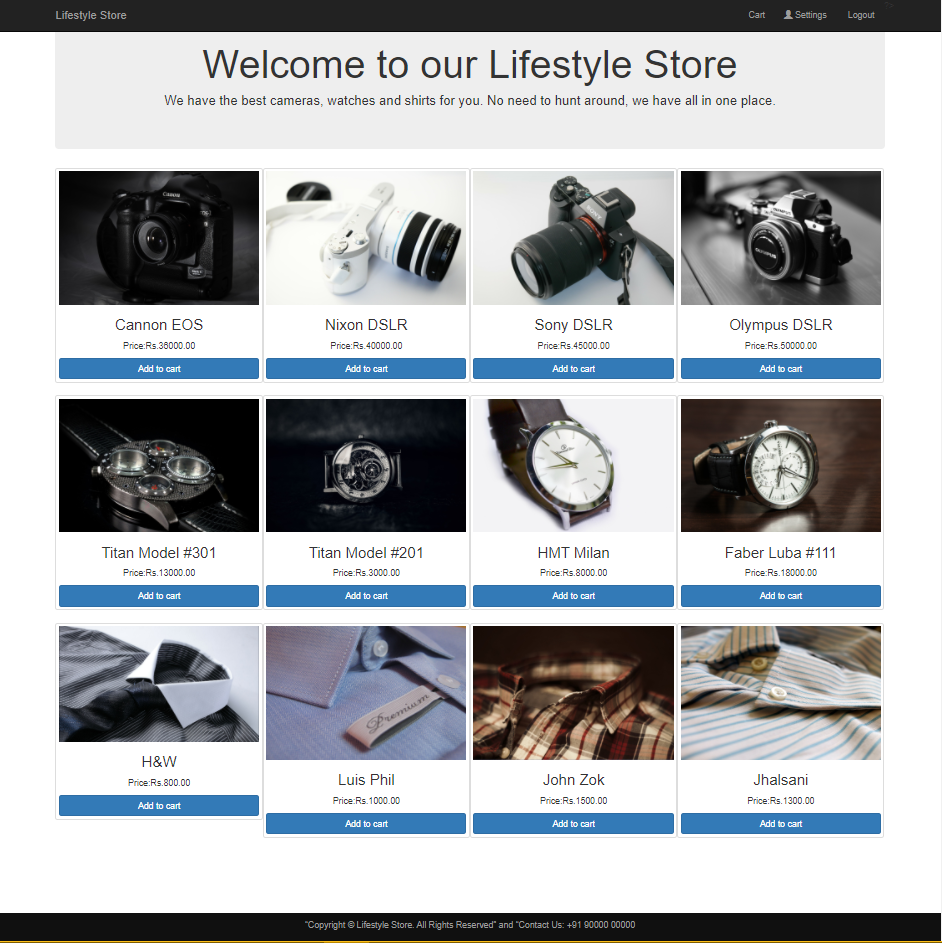 Lifestyle Store Cart Settings Logout
Welcome to our Lifestyle Store
We have the best cameras, watches and shirts for you. No need to hunt around, we have all in one place.
Cannon EOS Nixon DSLR Sony DSLR Olympus DSLR
Price:Rs.36000.00 Price:Rs.40000.00 Price:Rs.45000.00 Price:Rs.50000.00
Add to cart Add to cart Add to cart Add to cart
Titan Model #301 Titan Model #201 HMT Milan Faber Luba #111
Price:Rs.13000.00 Price:Rs.3000.00 Price:Rs.8000.00 Price:Rs.18000.00
Add to cart Add to cart Add to cart Add to cart
Premium
H&W
Price:Rs.800.00
Add to cart
Luis Phil John Zok Jhalsani
Price:Rs.1000.00 Price:Rs.1500.00 Price:Rs.1300.00
Add to cart Add to cart Add to cart
"Copyright © Lifestyle Store. All Rights Reserved" and "Contact Us: +91 90000 00000